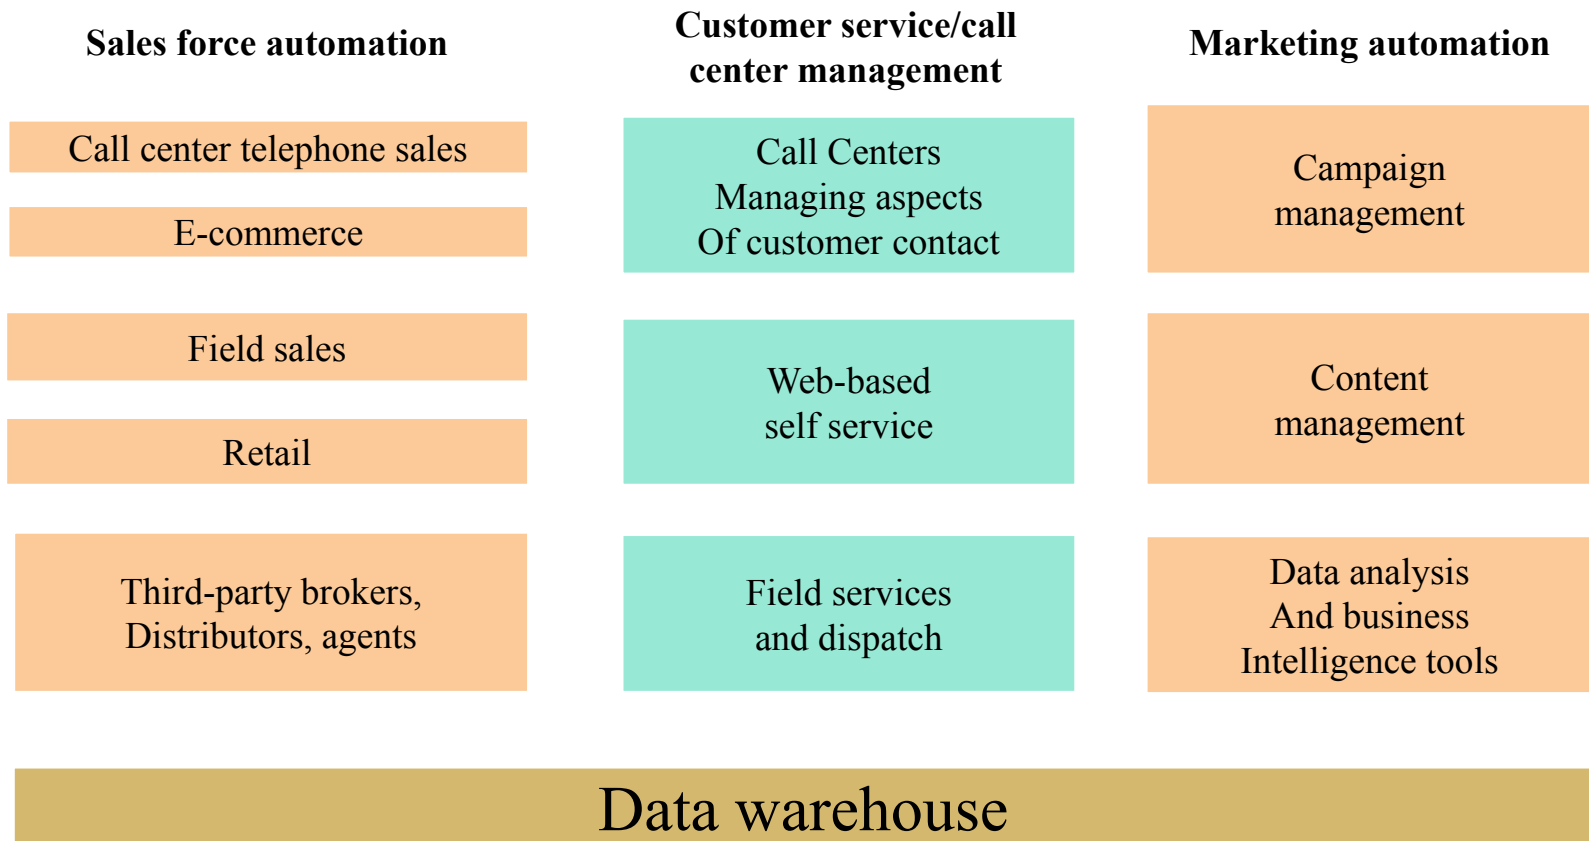 Sales force automation
Call center telephone sales
E-commerce
Field sales
Retail
Third-party brokers,
Distributors, agents
Customer service/call
center management
Call Centers
Managing aspects
Of customer contact
Web-based
self service
Field services
and dispatch
Marketing automation
Campaign
management
Content
management
Data analysis
And business
Intelligence tools
Data warehouse